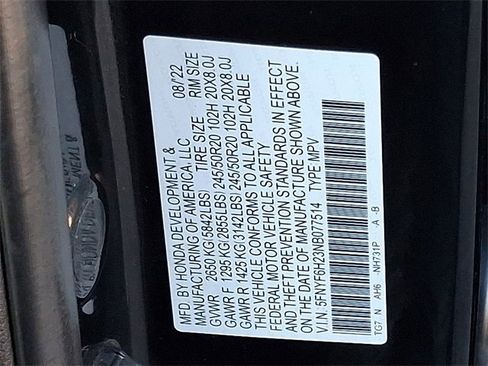 MFD BY HONDA DEVELOPMENT & 08/22
MANUFACTURING OF AMERICA, LLC
TIRE SIZE RIM SIZE
GVWR 2650 KG(5842LBS)
GAWR F 1295 KG(2855LBS) 245/50R20 102H 20X8.0J
GAWR R 1425 KG(3142LBS) 245/50R20 102H 20X8.0J
THIS VEHICLE CONFORMS TO ALL APPLICABLE
FEDERAL MOTOR VEHICLE SAFETY
AND THEFT PREVENTION STANDARDS IN EFFECT
ON THE DATE OF MANUFACTURE SHOWN ABOVE.
V.I.N. 5FNYF6H23NB077514 TYPE MPV
TG7 N AH6 -NH731P -A -8